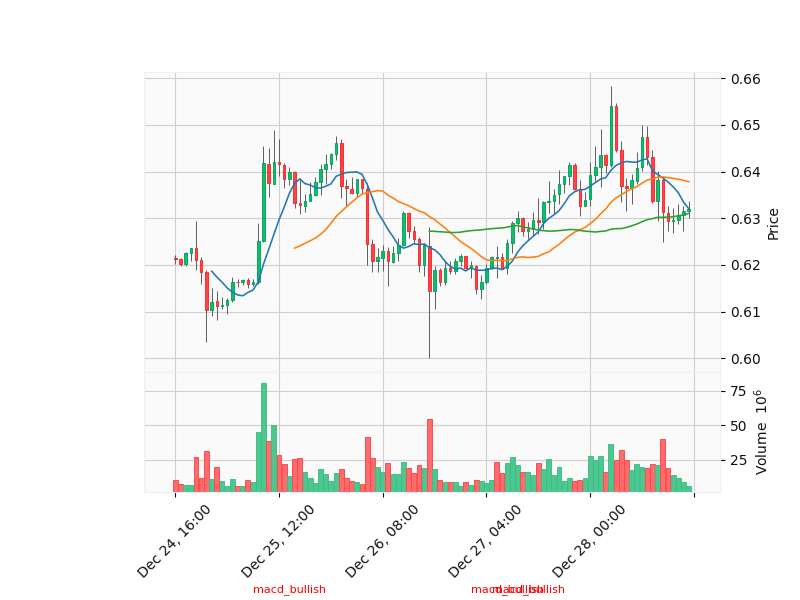 0.66
0.65
0.64
0.63
0.62
0.61
0.60
Price
75
50
25
Volume 10^6
Dec 24, 16:00
Dec 25, 12:00
Dec 26, 08:00
Dec 27, 04:00
Dec 28, 00:00
macd_bullish
macd_bullish